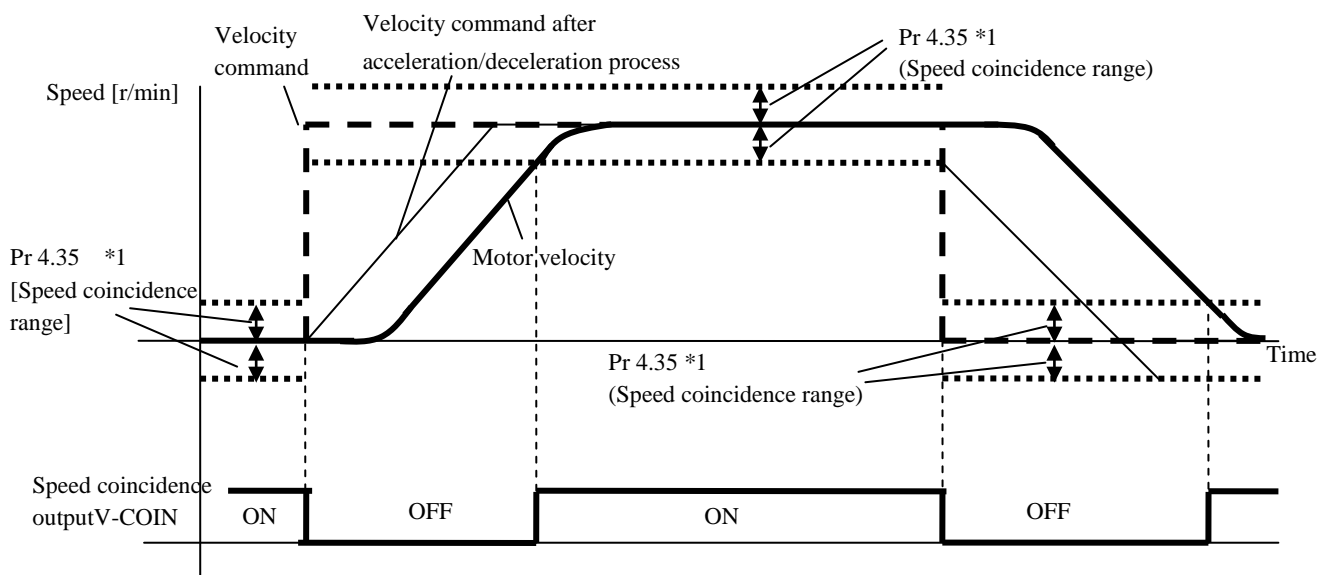 Velocity command after
acceleration/deceleration process
Velocity
command
Pr 4.35 *1
(Speed coincidence range)
Speed [r/min]
Motor velocity
Pr 4.35 *1
[Speed coincidence
range]
Pr 4.35 *1
(Speed coincidence range)
Time
Speed coincidence
outputV-COIN
ON
OFF
ON
OFF